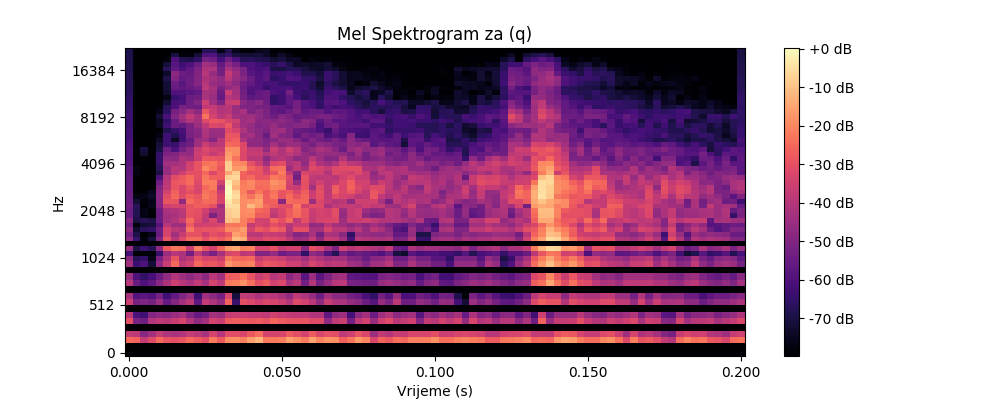 Mel Spektrogram za (q)
Hz
16384
8192
4096
2048
1024
512
0
0.000 0.050 0.100 0.150 0.200
Vrijeme (s)
+0 dB
-10 dB
-20 dB
-30 dB
-40 dB
-50 dB
-60 dB
-70 dB